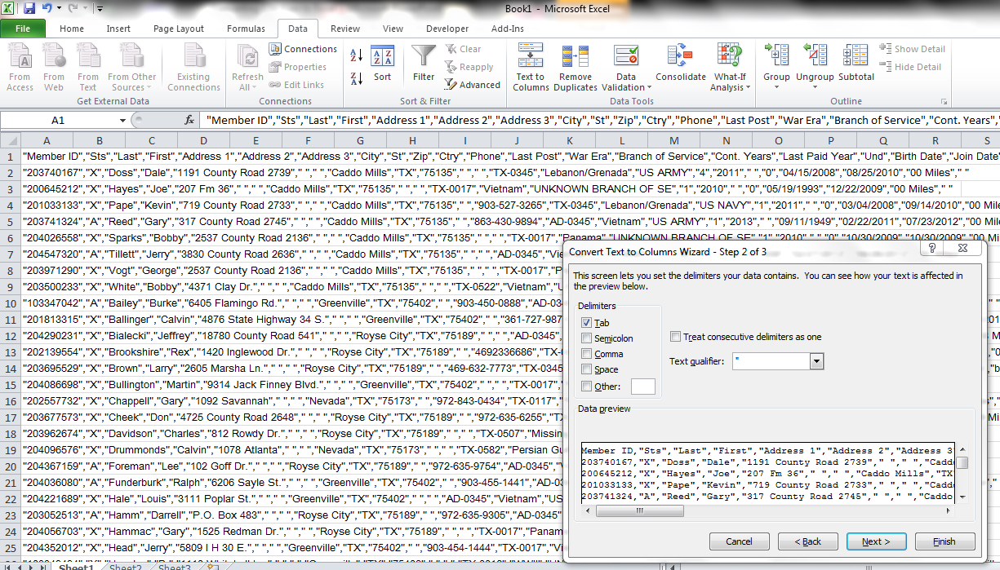 Book1 - Microsoft Excel
File Home Insert Page Layout Formulas Data Review View Developer Add-Ins
From Access
From Web
From Text
From Other Sources
Existing Connections
Get External Data
Refresh All
Connections
Properties
Edit Links
Connections
Sort
Filter
Clear
Reapply
Advanced
Sort & Filter
Text to Columns
Remove Duplicates
Data Validation
Consolidate
What-If Analysis
Data Tools
Group
Ungroup
Subtotal
Show Detail
Hide Detail
Outline
A1 fx "Member ID","Sts","Last","First","Address 1","Address 2","Address 3","City","St","Zip","Ctry","Phone","Last Post","War Era","Branch of Service","Cont. Years",
A B C D E F G H I J K L M N O P Q R S
1 "Member ID","Sts","Last","First","Address 1","Address 2","Address 3","City","St","Zip","Ctry","Phone","Last Post","War Era","Branch of Service","Cont. Years","Last Paid Year","Und","Birth Date","Join Date"
2 "203740167","X","Doss","Dale","1191 County Road 2739"," "," ","Caddo Mills","TX","75135"," "," ","TX-0345","Lebanon/Grenada","US ARMY","4","2011"," ","0","04/15/2008","08/25/2010","00 Miles"," "
3 "200645212","X","Hayes","Joe","207 Fm 36"," "," ","Caddo Mills","TX","75135"," "," ","TX-0017","Vietnam","UNKNOWN BRANCH OF SE","1","2010"," ","0","05/19/1993","12/22/2009","00 Miles"," "
4 "201033133","X","Pape","Kevin","719 County Road 2733"," "," ","Caddo Mills","TX","75135"," ","903-527-3265","TX-0345","Lebanon/Grenada","US NAVY","1","2011"," ","0","03/04/2008","09/14/2010","00 Mile
5 "203741324","A","Reed","Gary","317 County Road 2745"," "," ","Caddo Mills","TX","75135"," ","863-430-9894","AD-0345","Vietnam","US ARMY","1","2013"," ","09/11/1949","02/22/2011","07/23/2012","00 Mi
6 "204026558","X","Sparks","Bobby","2537 County Road 2136"," "," ","Caddo Mills","TX","75135"," "," ","TX-0017","Panama","UNKNOWN BRANCH OF SE","1","2010"," ","0","10/30/2009","10/30/2009","00 Miles
7 "204547320","A","Tillett","Jerry","3830 County Road 2636"," "," ","Caddo Mills","TX","75135"," "," ","AD-0345","Vie
8 "203971290","X","Vogt","George","2537 County Road 2136"," "," ","Caddo Mills","TX","75135"," "," ","TX-0017","P
9 "203500233","X","White","Bobby","4371 Clay Dr."," "," ","Caddo Mills","TX","75135"," "," ","TX-0522","Vietnam","U
10 "103347042","A","Bailey","Burke","6405 Flamingo Rd."," "," ","Greenville","TX","75402"," ","903-450-0888","AD-0
11 "201813315","X","Ballinger","Calvin","4876 State Highway 34 S."," "," ","Greenville","TX","75402"," ","361-727-987
12 "204290231","X","Bialecki","Jeffrey","18780 County Road 541"," "," ","Royse City","TX","75189"," "," ","AD-0345",
13 "202139554","X","Brookshire","Rex","1420 Inglewood Dr."," "," ","Royse City","TX","75189"," ","4692336686","TX-
14 "203695529","X","Brown","Larry","2605 Marsha Ln."," "," ","Royse City","TX","75189"," ","469-632-7773","TX-0345
15 "204086698","X","Bullington","Martin","9314 Jack Finney Blvd."," "," ","Greenville","TX","75402"," "," ","TX-0017",
16 "202557732","X","Chappell","Gary","1092 Savannah"," "," ","Nevada","TX","75173"," ","972-843-0434","TX-0117",
17 "203677573","X","Cheek","Don","4725 County Road 2648"," "," ","Royse City","TX","75189"," ","972-635-6255","TX
18 "203962674","X","Davidson","Charles","812 Rowdy Dr."," "," ","Royse City","TX","75189"," "," ","TX-0507","Missin
19 "204096576","X","Drummonds","Calvin","1078 Atlanta"," "," ","Nevada","TX","75173"," "," ","TX-0582","Persian Gu
20 "204367159","A","Foreman","Lee","102 Goff Dr."," "," ","Royse City","TX","75189"," ","972-635-9754","AD-0345","V
21 "204036080","A","Funderburk","Ralph","6206 Sayle St."," "," ","Greenville","TX","75402"," ","903-455-1441","AD-0
22 "204221689","X","Hale","Louis","3111 Poplar St."," "," ","Greenville","TX","75402"," "," ","AD-0345","Vietnam","US
23 "203052513","A","Hamm","Darrell","P.O. Box 483"," "," ","Royse City","TX","75189"," ","972-635-9305","AD-0345
24 "204056703","X","Hammac","Gary","1525 Redman Dr."," "," ","Royse City","TX","75189"," "," ","TX-0017","Panam
25 "204352012","X","Head","Jerry","5809 I H 30 E."," "," ","Greenville","TX","75402"," ","903-454-1444","TX-0017","Vi
Sheet1 Sheet2 Sheet3
Convert Text to Columns Wizard - Step 2 of 3
This screen lets you set the delimiters your data contains. You can see how your text is affected in
the preview below.
Delimiters
Tab
Semicolon
Comma
Space
Other:
Treat consecutive delimiters as one
Text qualifier: "
Data preview
Member ID,"Sts","Last","First","Address 1","Address 2","Address 3"
203740167,"X","Doss","Dale","1191 County Road 2739"," "," ","Cadd
200645212,"X","Hayes","Joe","207 Fm 36"," "," ","Caddo Mills","TX
201033133,"X","Pape","Kevin","719 County Road 2733"," "," ","Cadd
203741324,"A","Reed","Gary","317 County Road 2745"," "," ","Caddo
Cancel < Back Next > Finish